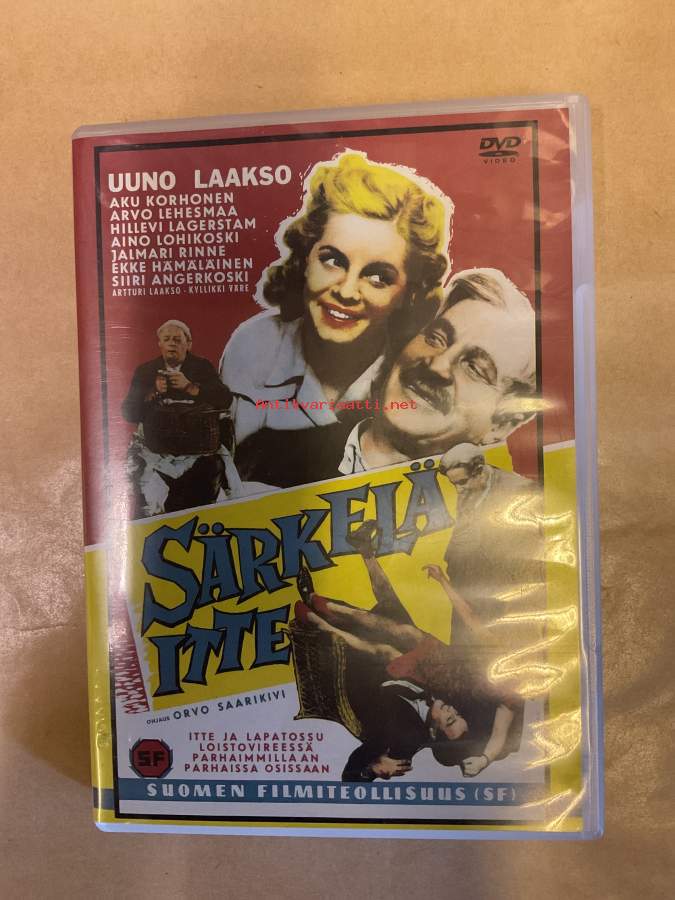 DVD
VIDEO
UUNO LAAKSO
AKU KORHONEN
ARVO LEHESMAA
HILLEVI LAGERSTAM
AINO LOHIKOSKI
JALMARI RINNE
EKKE HÄMÄLÄINEN
SIIRI ANGERKOSKI
ARTTURI LAAKSO - KYLLIKKI VÄRE
Antikvariaatti.net
SÄRKELÄ
ITTE
OHJAUS ORVO SAARIKIVI
ITTE JA LAPATOSSU
LOISTOVIREESSÄ
PARHAIMMILLAAN
PARHAISSA OSISSAAN
SF
SUOMEN FILMITEOLLISUUS (SF)